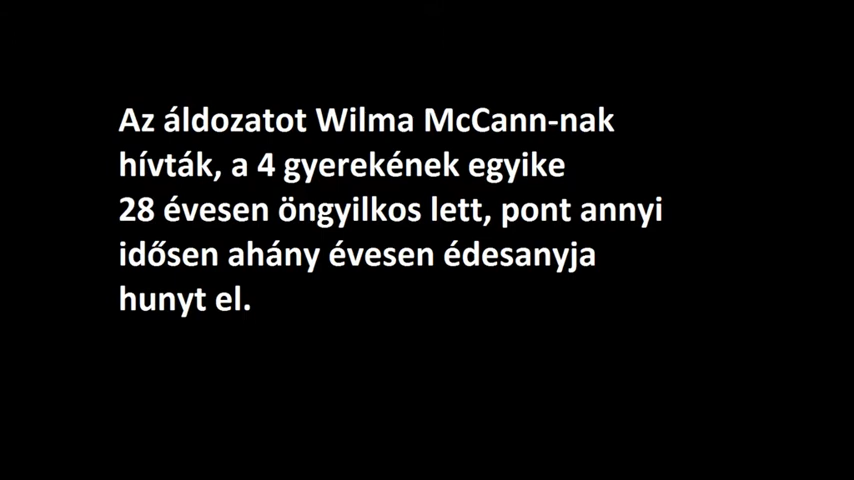 Az áldozatot Wilma McCann-nak
hívták, a 4 gyerekének egyike
28 évesen öngyilkos lett, pont annyi
idősen ahány évesen édesanyja
hunyt el.